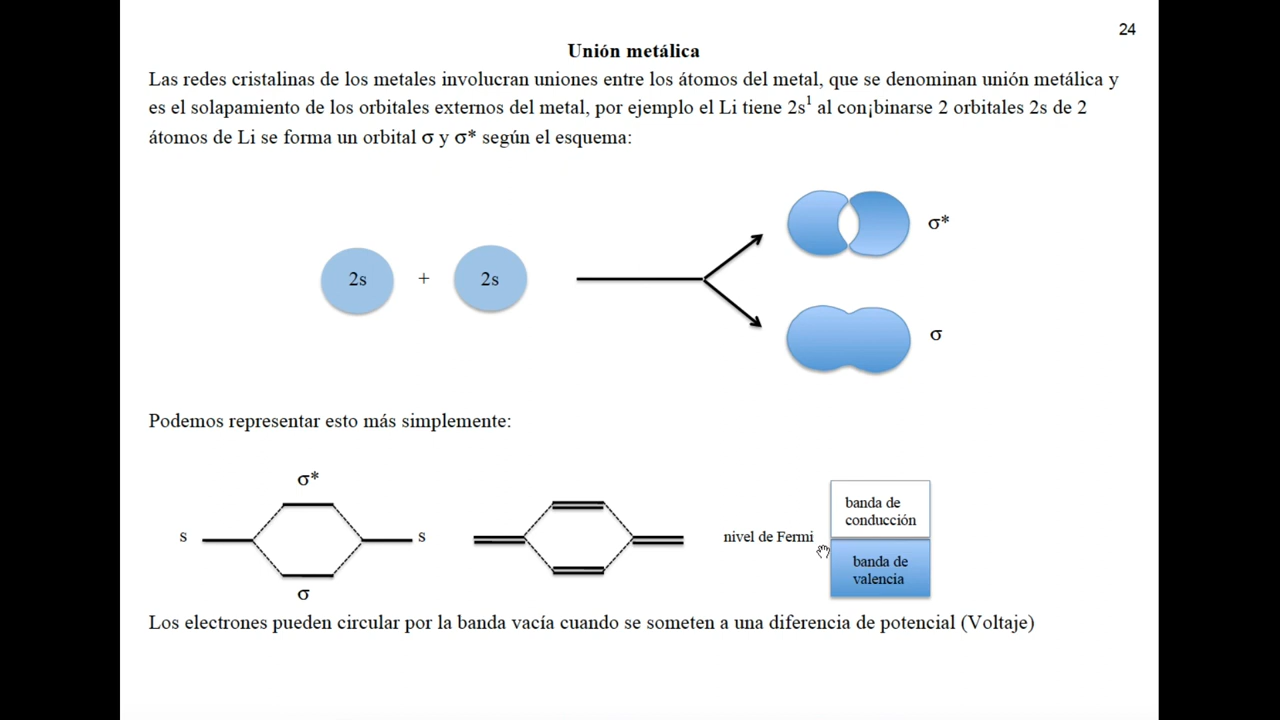 24
Unión metálica
Las redes cristalinas de los metales involucran uniones entre los átomos del metal, que se denominan unión metálica y
es el solapamiento de los orbitales externos del metal, por ejemplo el Li tiene 2s¹ al con¡binarse 2 orbitales 2s de 2
átomos de Li se forma un orbital σ y σ* según el esquema:
σ*
2s + 2s
σ
Podemos representar esto más simplemente:
σ*
s s
σ
nivel de Fermi
banda de
conducción
banda de
valencia
Los electrones pueden circular por la banda vacía cuando se someten a una diferencia de potencial (Voltaje)